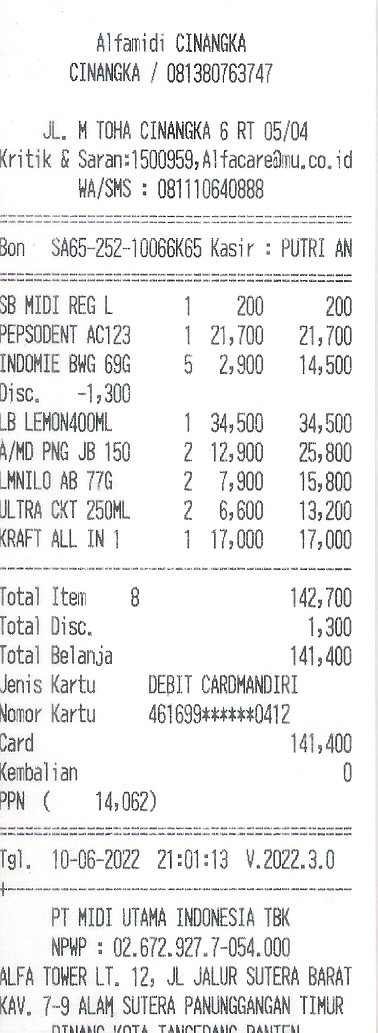 Alfamidi CINANGKA
CINANGKA / 081380763747
JL. M TOHA CINANGKA 6 RT 05/04
Kritik & Saran:1500959,Alfacare@mu.co.id
WA/SMS : 081110640888
Bon SA65-252-10066K65 Kasir : PUTRI AN
SB MIDI REG L 1 200 200
PEPSODENT AC123 1 21,700 21,700
INDOMIE BWG 69G 5 2,900 14,500
Disc. -1,300
LB LEMON400ML 1 34,500 34,500
A/MD PNG JB 150 2 12,900 25,800
LMNILO AB 77G 2 7,900 15,800
ULTRA CKT 250ML 2 6,600 13,200
KRAFT ALL IN 1 1 17,000 17,000
Total Item 8 142,700
Total Disc. 1,300
Total Belanja 141,400
Jenis Kartu DEBIT CARDMANDIRI
Nomor Kartu 461699******0412
Card 141,400
Kembalian 0
PPN ( 14,062)
Tgl. 10-06-2022 21:01:13 V.2022.3.0
PT MIDI UTAMA INDONESIA TBK
NPWP : 02.672.927.7-054.000
ALFA TOWER LT. 12, JL JALUR SUTERA BARAT
KAV. 7-9 ALAM SUTERA PANUNGGANGAN TIMUR
PINANG KOTA TANGERANG BANTEN